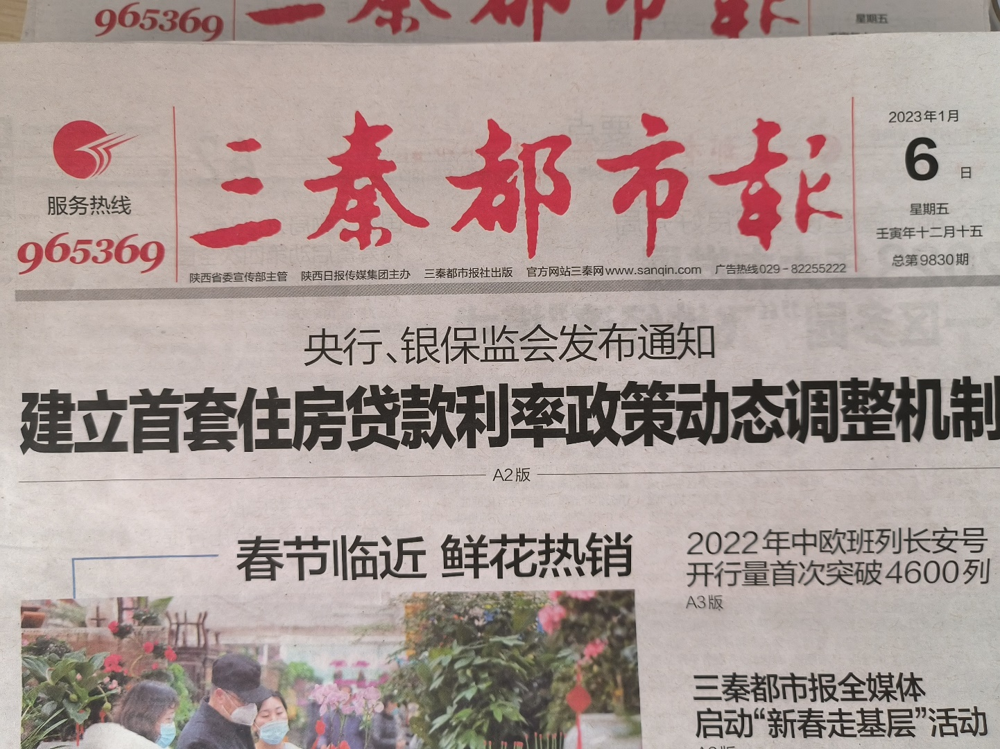 965369
三秦都市报
星期五
服务热线
965369
三秦都市报
2023年1月
6日
星期五
壬寅年十二月十五
总第9830期
陕西省委宣传部主管 陕西日报传媒集团主办 三秦都市报社出版 官方网站三秦网www.sanqin.com 广告热线029－82255222
央行、银保监会发布通知
建立首套住房贷款利率政策动态调整机制
A2版
春节临近 鲜花热销
2022年中欧班列长安号
开行量首次突破4600列
A3版
三秦都市报全媒体
启动“新春走基层”活动